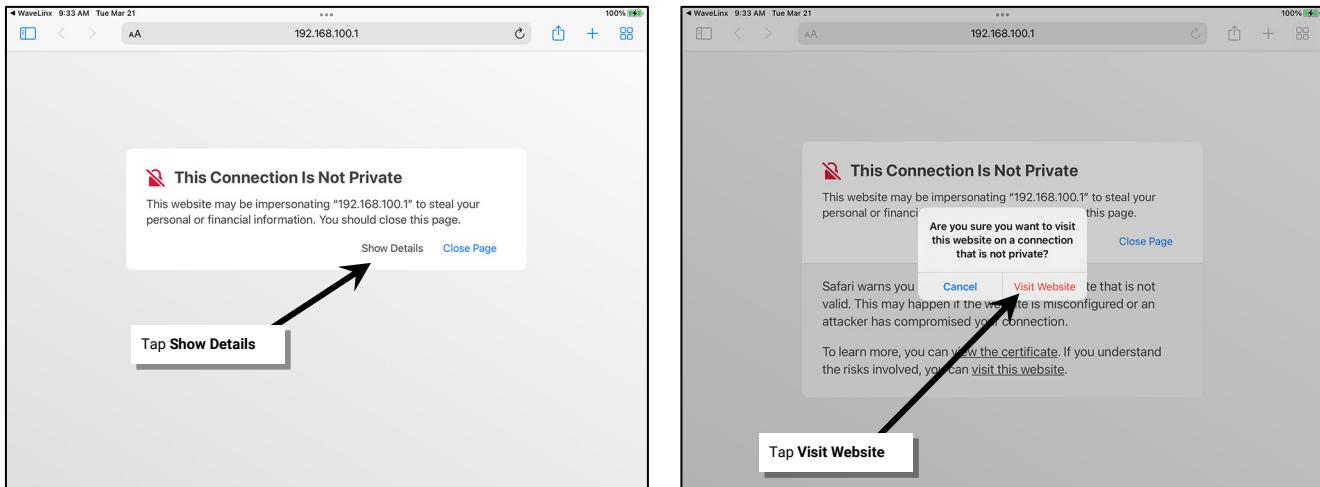 WaveLinx 9:33 AM Tue Mar 21 100%
AA 192.168.100.1
This Connection Is Not Private
This website may be impersonating “192.168.100.1” to steal your
personal or financial information. You should close this page.
Show Details Close Page
Tap Show Details
WaveLinx 9:33 AM Tue Mar 21 100%
AA 192.168.100.1
This Connection Is Not Private
This website may be impersonating “192.168.100.1” to steal your
personal or financi this page.
Are you sure you want to visit
this website on a connection
that is not private?
Close Page
Cancel Visit Website
Safari warns you te that is not
valid. This may happen if the website is misconfigured or an
attacker has compromised your connection.
To learn more, you can view the certificate. If you understand
the risks involved, you can visit this website.
Tap Visit Website